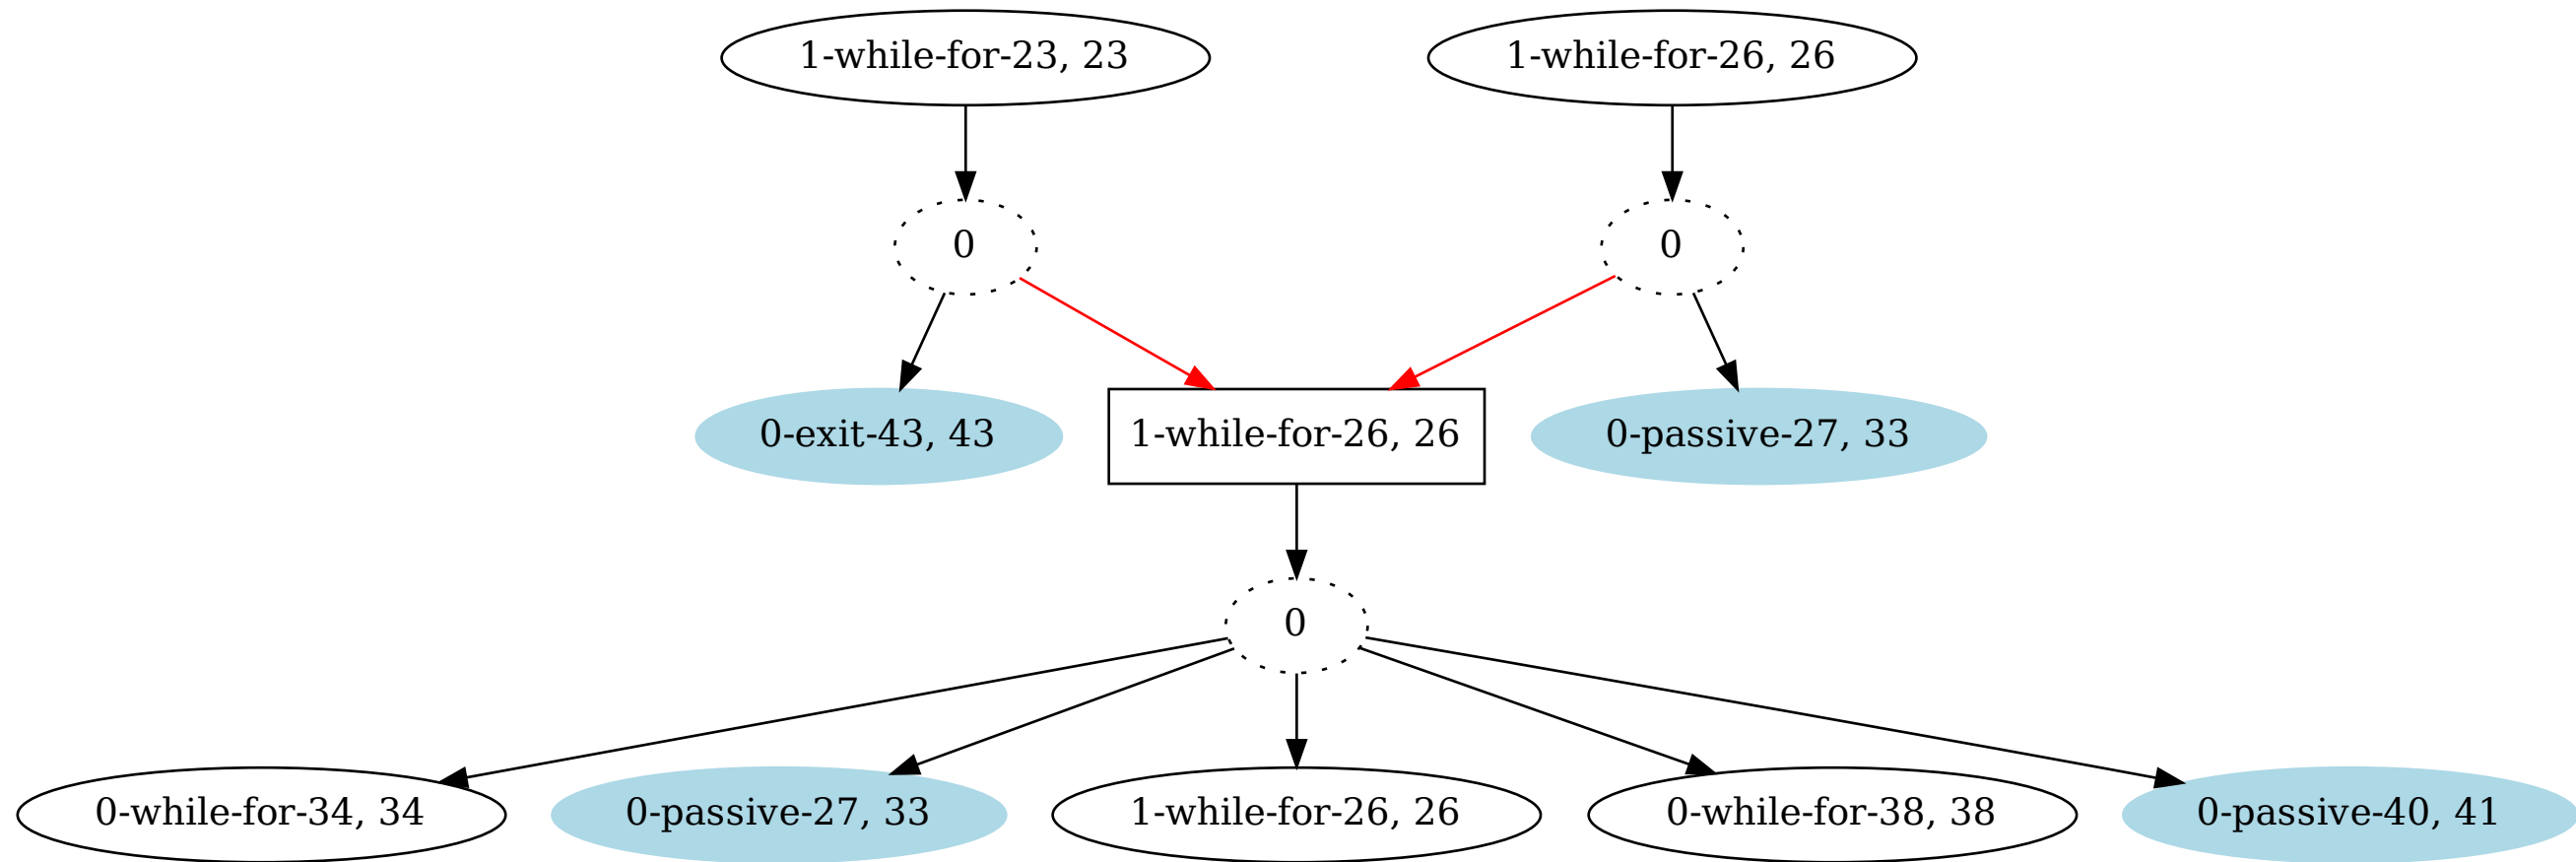 1-while-for-23, 23
1-while-for-26, 26
0
0
0-exit-43, 43
1-while-for-26, 26
0-passive-27, 33
0
0-while-for-34, 34
0-passive-27, 33
1-while-for-26, 26
0-while-for-38, 38
0-passive-40, 41